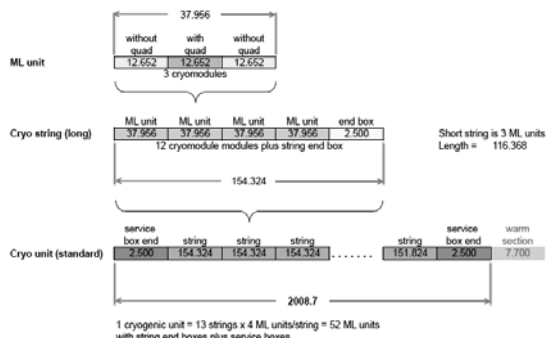 37.956
without with without
quad quad quad
ML unit 12.652 12.652 12.652
3 cryomodules
ML unit ML unit ML unit ML unit end box
Cryo string (long) 37.956 37.956 37.956 37.956 2.500
12 cryomodule modules plus string end box
Short string is 3 ML units
Length = 116.368
154.324
service service warm
box end string string string string box end section
Cryo unit (standard) 2.500 154.324 154.324 154.324 ....... 151.824 2.500 7.700
2008.7
1 cryogenic unit = 13 strings x 4 ML units/string = 52 ML units
with string end boxes plus service boxes